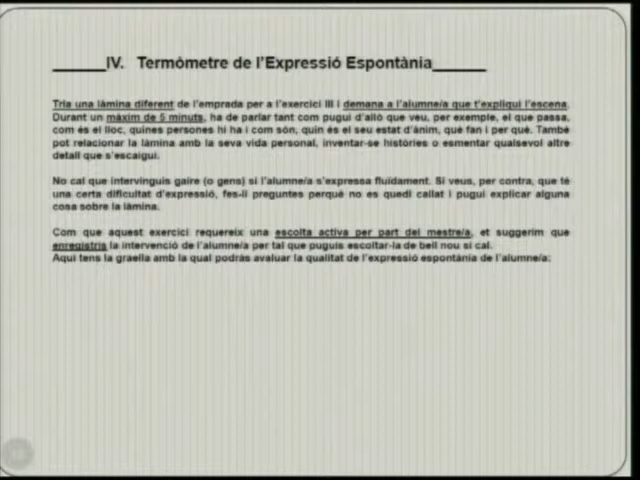 IV. Termòmetre de l'Expressió Espontània
Tria una làmina diferent de l'emprada per a l'exercici III i demana a l'alumne/a que t'expliqui l'escena.
Durant un màxim de 5 minuts, ha de parlar tant com pugui d'allò que veu, per exemple, el que passa,
com és el lloc, quines persones hi ha i com són, quin és el seu estat d'ànim, què fan i per què. També
pot relacionar la làmina amb la seva vida personal, inventar-se històries o esmentar qualsevol altre
detall que s'escaigui.
No cal que intervinguis gaire (o gens) si l'alumne/a s'expressa fluïdament. Si veus, per contra, que té
una certa dificultat d'expressió, fes-li preguntes perquè no es quedi callat i pugui explicar alguna
cosa sobre la làmina.
Com que aquest exercici requereix una escolta activa per part del mestre/a, et suggerim que
enregistris la intervenció de l'alumne/a per tal que puguis escoltar-la de bell nou si cal.
Aquí tens la graella amb la qual podràs avaluar la qualitat de l'expressió espontània de l'alumne/a: